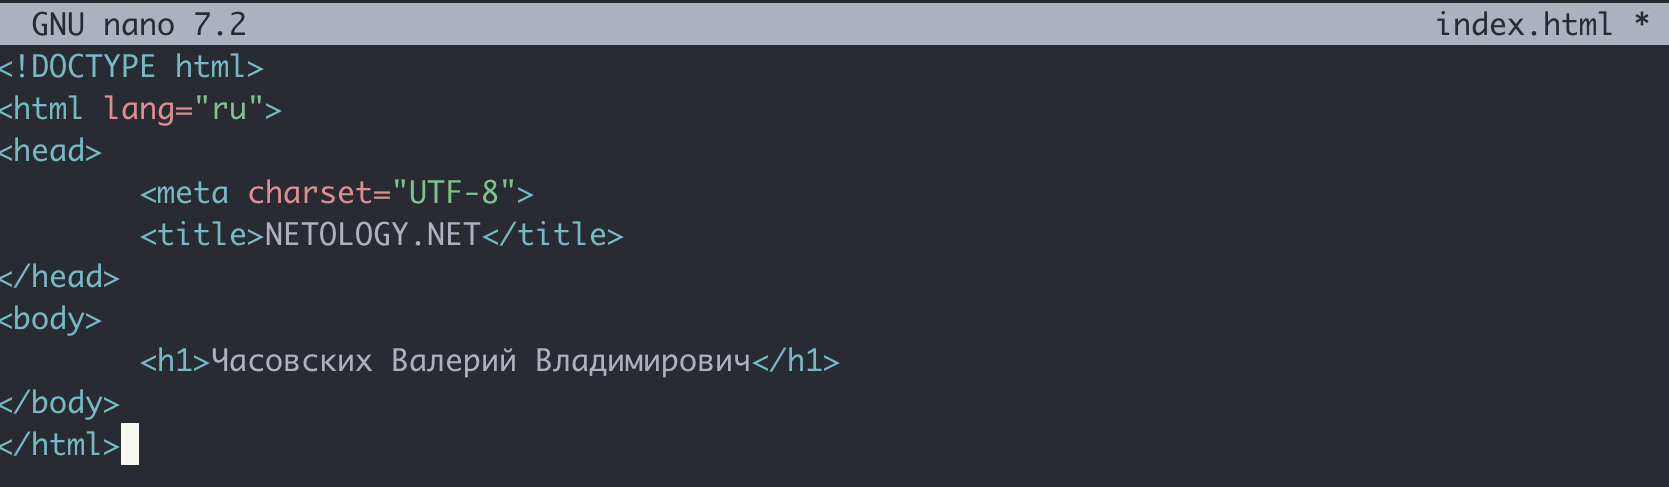 GNU nano 7.2 index.html *
<!DOCTYPE html>
<html lang="ru">
<head>
<meta charset="UTF-8">
<title>NETOLOGY.NET</title>
</head>
<body>
<h1>Часовских Валерий Владимирович</h1>
</body>
</html>